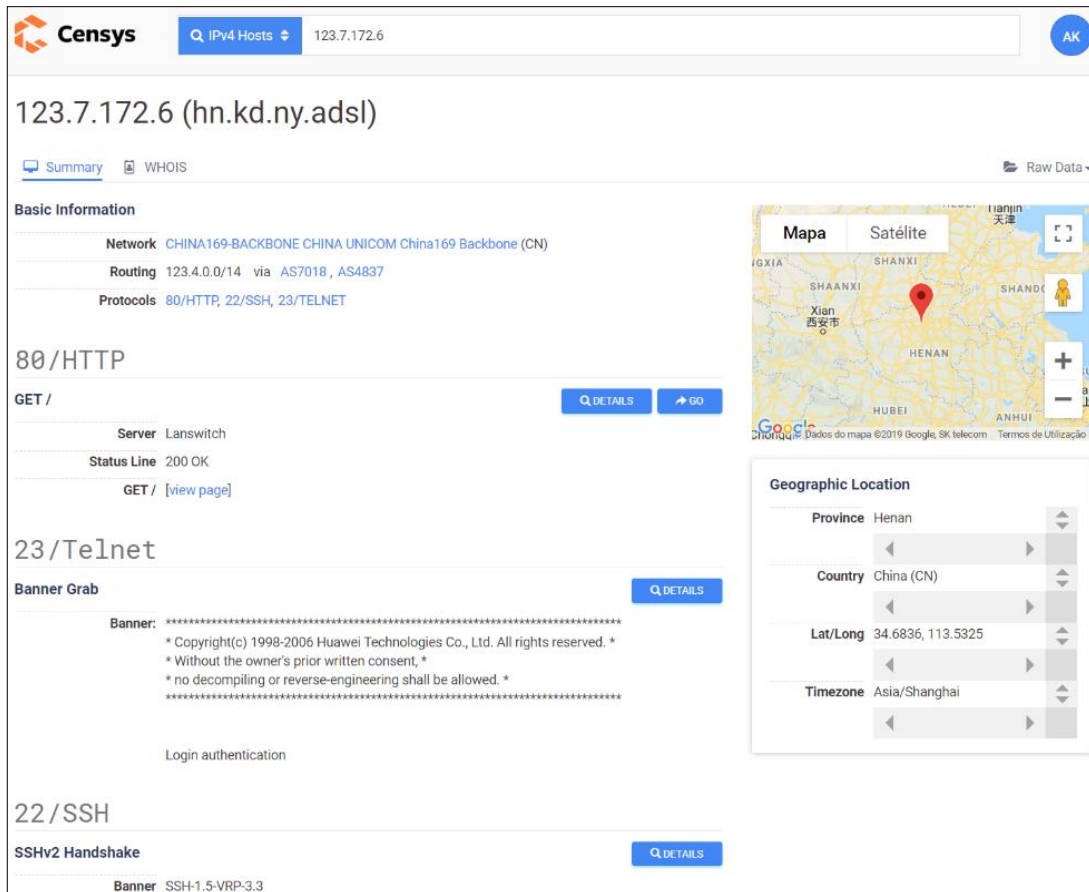 Censys
IPv4 Hosts
123.7.172.6
AK
123.7.172.6 (hn.kd.ny.adsl)
Summary
WHOIS
Raw Data
Basic Information
Network CHINA169-BACKBONE CHINA UNICOM China169 Backbone (CN)
Routing 123.4.0.0/14 via AS7018, AS4837
Protocols 80/HTTP, 22/SSH, 23/TELNET
80/HTTP
GET /
DETAILS
GO
Server Lanswitch
Status Line 200 OK
GET / [view page]
23/Telnet
Banner Grab
DETAILS
Banner: ******************************************************************************
* Copyright(c) 1998-2006 Huawei Technologies Co., Ltd. All rights reserved. *
* Without the owner's prior written consent, *
* no decompiling or reverse-engineering shall be allowed. *
******************************************************************************
Login authentication
22/SSH
SSHv2 Handshake
DETAILS
Banner SSH-1.5-VRP-3.3
Mapa
Satélite
Tianjin
天津
SHANXI
SHAANXI
Xian
西安市
HENAN
HUBEI
ANHUI
Google
Dados do mapa ©2019 Google, SK telecom
Termos de Utilização
Geographic Location
Province Henan
Country China (CN)
Lat/Long 34.6836, 113.5325
Timezone Asia/Shanghai